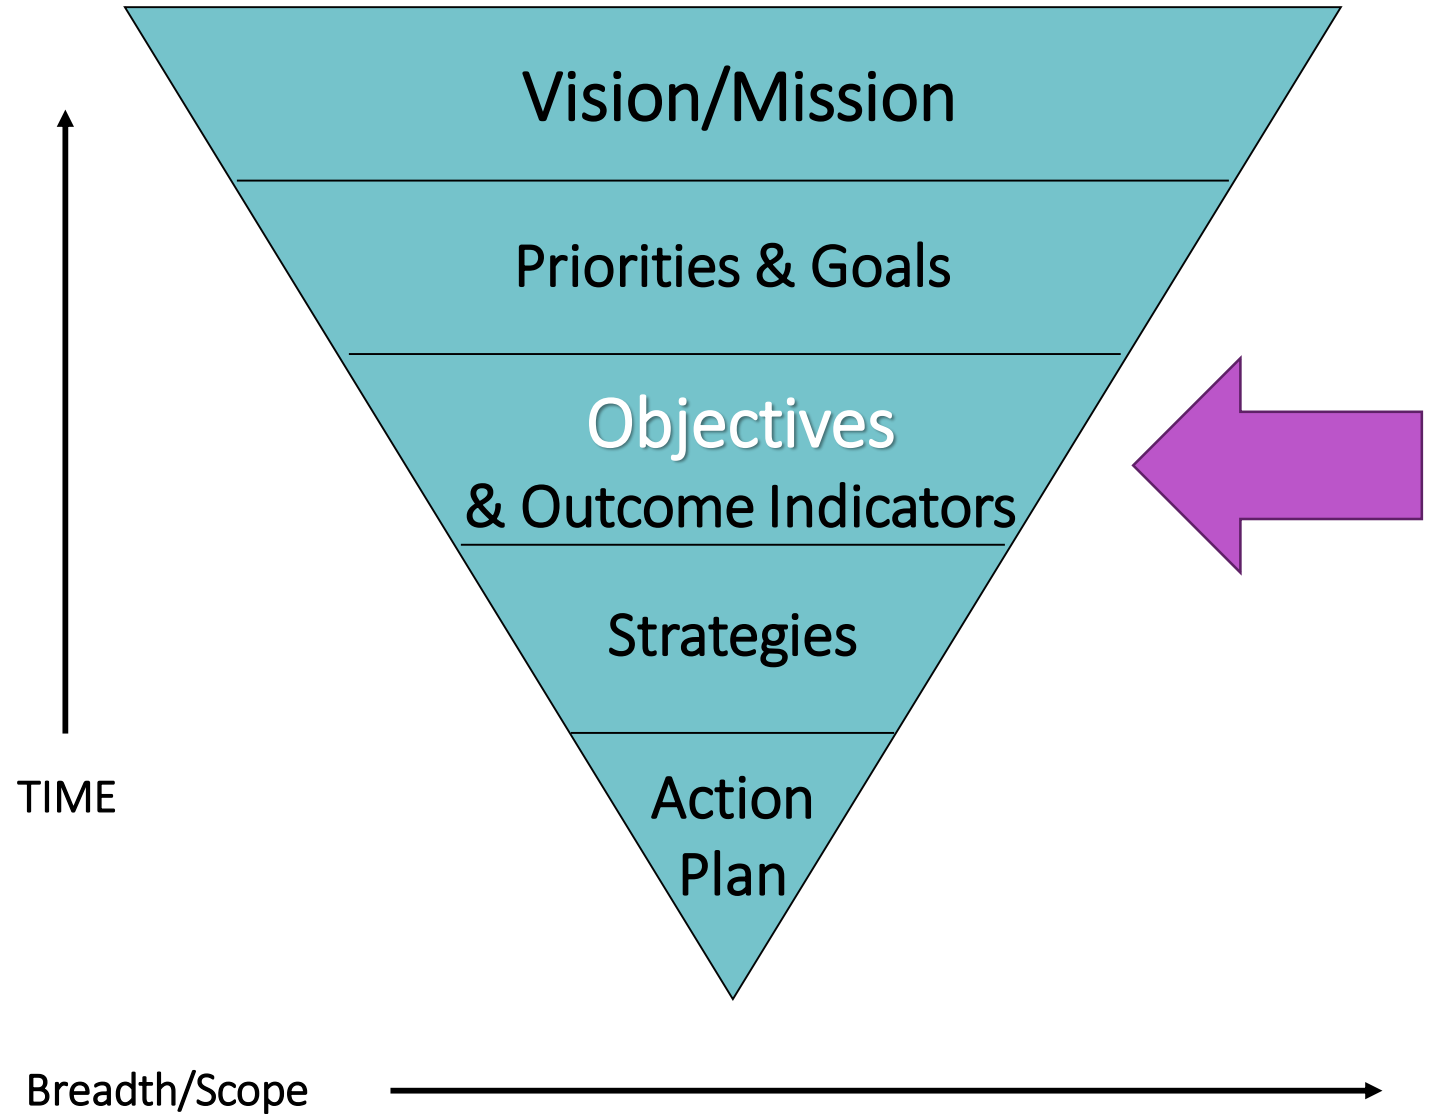 Vision/Mission
Priorities & Goals
Objectives
& Outcome Indicators
Strategies
Action
Plan
TIME
Breadth/Scope